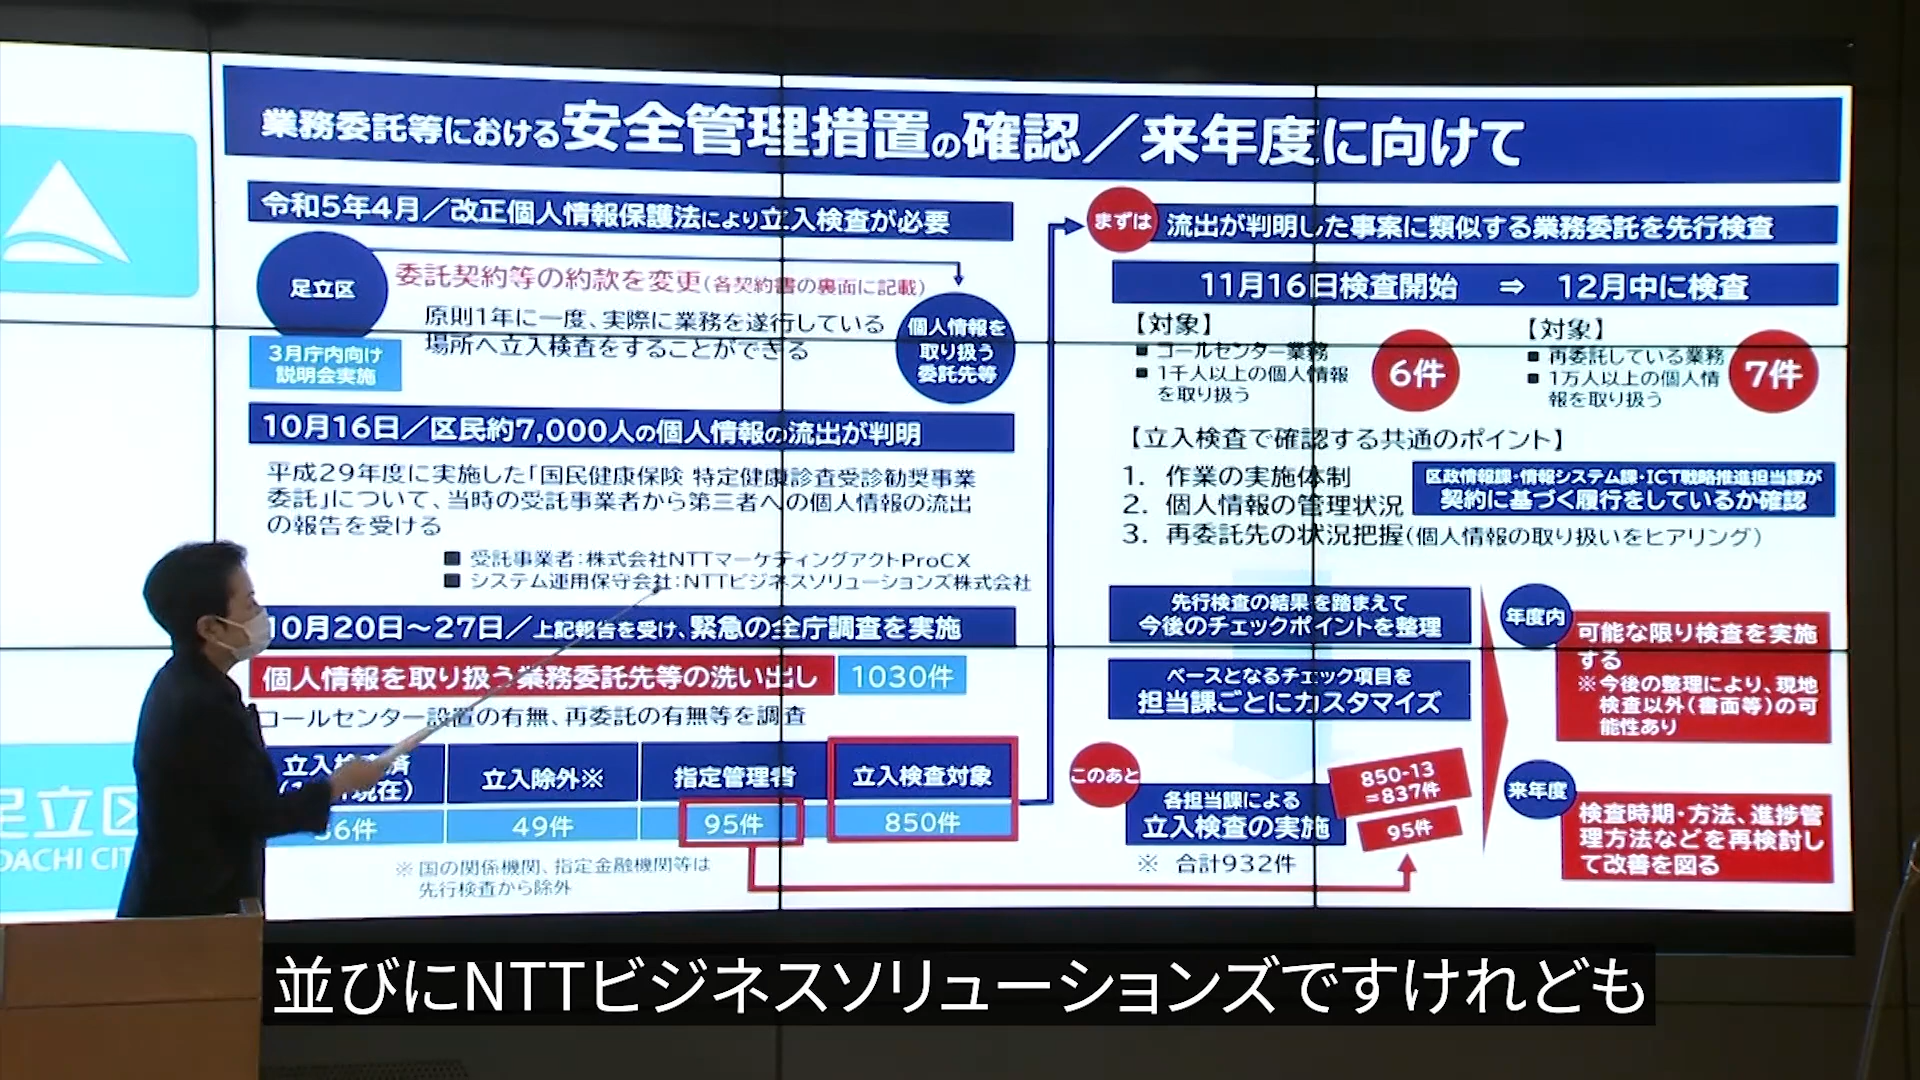 業務委託等における安全管理措置の確認／来年度に向けて
令和5年4月／改正個人情報保護法により立入検査が必要
足立区
委託契約等の約款を変更(各契約書の裏面に記載)
原則1年に一度、実際に業務を遂行している
場所へ立入検査をすることができる
個人情報を
取り扱う
委託先等
3月庁内向け
説明会実施
10月16日／区民約7,000人の個人情報の流出が判明
平成29年度に実施した「国民健康保険 特定健康診査受診勧奨事業
委託」について、当時の受託事業者から第三者への個人情報の流出
の報告を受ける
■ 受託事業者：株式会社NTTマーケティングアクトProCX
■ システム運用保守会社：NTTビジネスソリューションズ株式会社
10月20日～27日／上記報告を受け、緊急の全庁調査を実施
個人情報を取り扱う業務委託先等の洗い出し 1030件
コールセンター設置の有無、再委託の有無等を調査
立入検査済 立入除外※ 指定管理者 立入検査対象
現在)
6件 49件 95件 850件
※ 国の関係機関、指定金融機関等は
先行検査から除外
まずは 流出が判明した事案に類似する業務委託を先行検査
11月16日検査開始 ⇒ 12月中に検査
【対象】
■ コールセンター業務
■ 1千人以上の個人情報
を取り扱う
6件
【対象】
■ 再委託している業務
■ 1万人以上の個人情
報を取り扱う
7件
【立入検査で確認する共通のポイント】
1. 作業の実施体制
2. 個人情報の管理状況
3. 再委託先の状況把握(個人情報の取り扱いをヒアリング)
区政情報課・情報システム課・ICT戦略推進担当課が
契約に基づく履行をしているか確認
先行検査の結果を踏まえて
今後のチェックポイントを整理
ベースとなるチェック項目を
担当課ごとにカスタマイズ
このあと
各担当課による
立入検査の実施
※ 合計932件
850-13
=837件
95件
年度内
可能な限り検査を実施
する
※今後の整理により、現地
検査以外(書面等)の可
能性あり
来年度
検査時期・方法、進捗管
理方法などを再検討し
て改善を図る
足立区
DACHI CIT
並びにNTTビジネスソリューションズですけれども